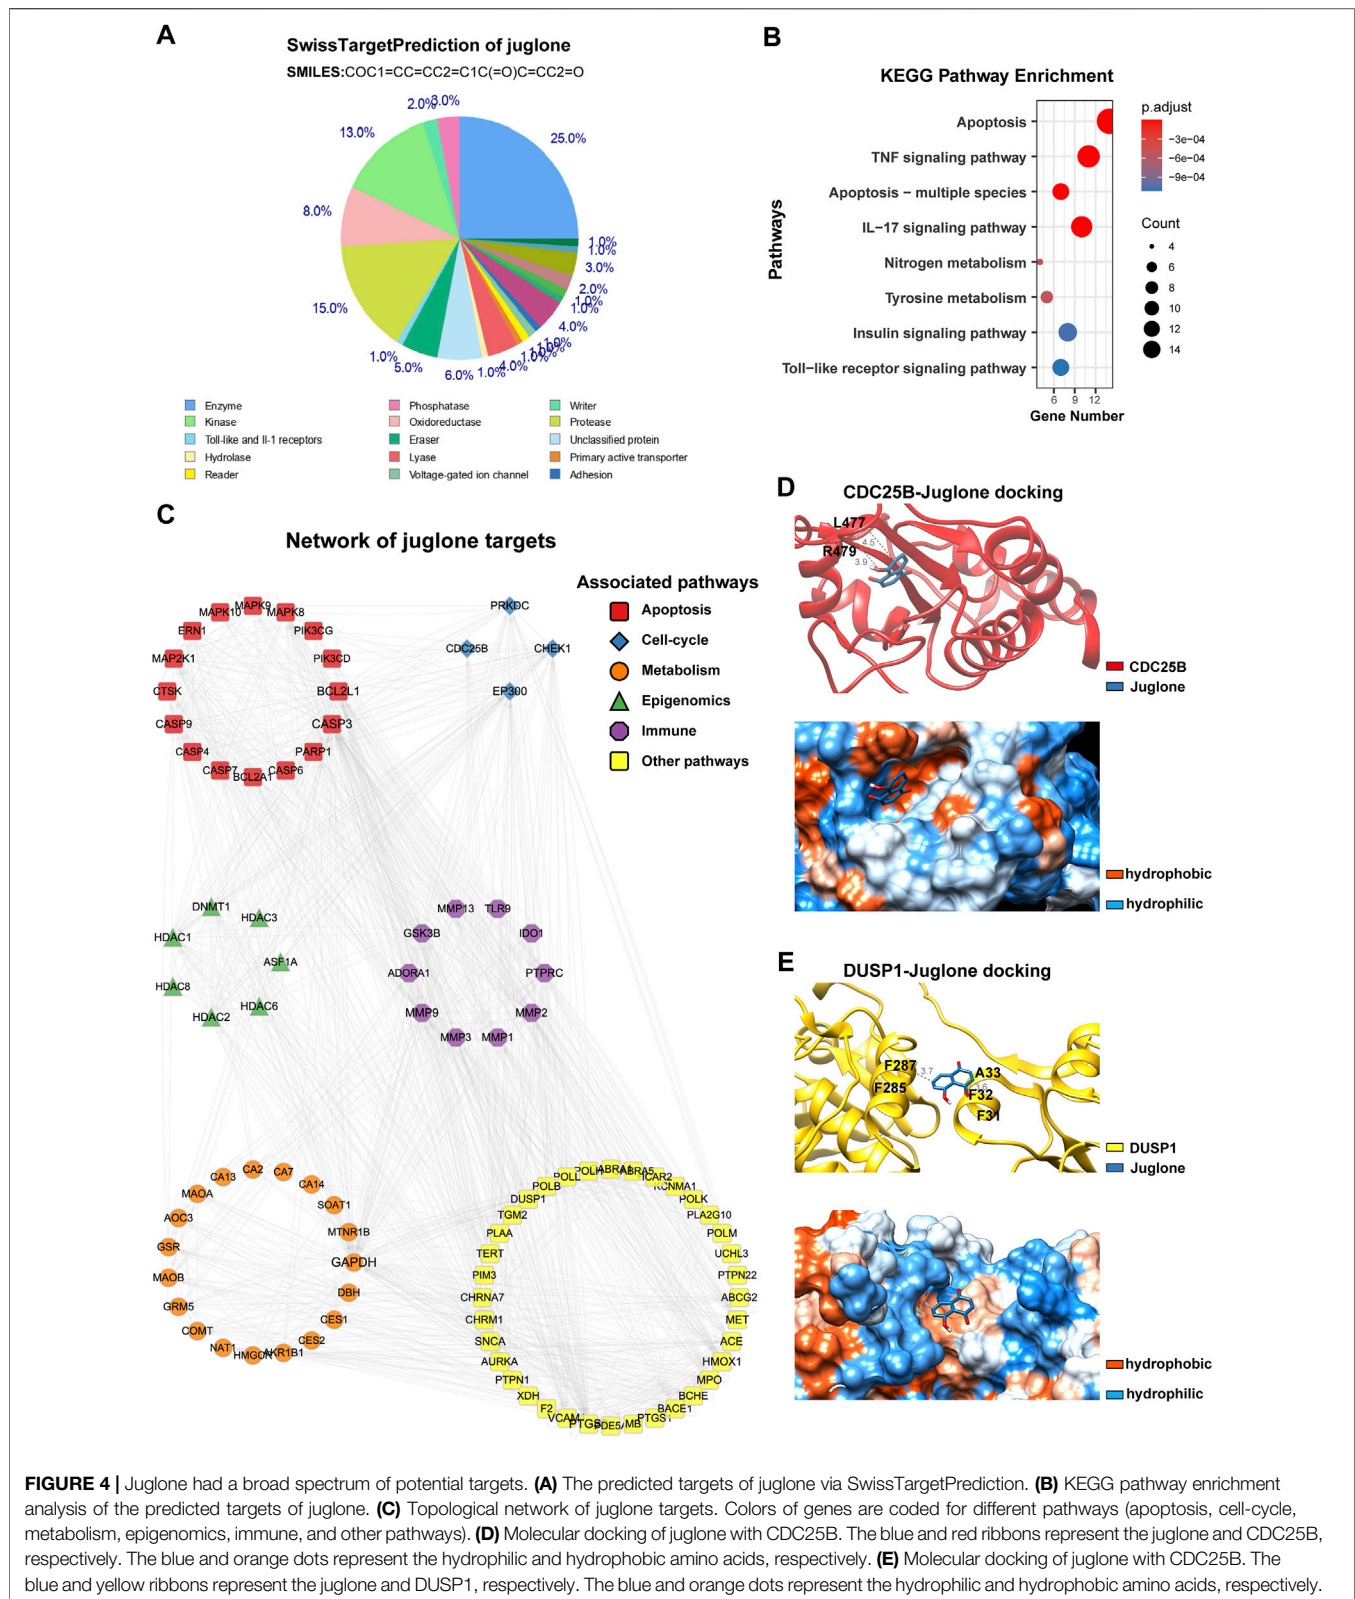 A
SwissTargetPrediction of juglone
SMILES:COC1=CC=CC2=C1C(=O)C=CC2=O
2.0%
3.0%
13.0%
25.0%
8.0%
15.0%
1.0%
5.0%
6.0%
1.0%
4.0%
1.0%
4.0%
1.0%
1.0%
2.0%
3.0%
1.0%
1.0%
Enzyme
Phosphatase
Writer
Kinase
Oxidoreductase
Protease
Toll-like and Il-1 receptors
Eraser
Unclassified protein
Hydrolase
Lyase
Primary active transporter
Reader
Voltage-gated ion channel
Adhesion
B
KEGG Pathway Enrichment
Pathways
Apoptosis
TNF signaling pathway
Apoptosis − multiple species
IL−17 signaling pathway
Nitrogen metabolism
Tyrosine metabolism
Insulin signaling pathway
Toll−like receptor signaling pathway
6 9 12
Gene Number
p.adjust
−3e−04
−6e−04
−9e−04
Count
4
6
8
10
12
14
C
Network of juglone targets
Associated pathways
Apoptosis
Cell-cycle
Metabolism
Epigenomics
Immune
Other pathways
MAPK9
MAPK10
MAPK8
ERN1
PIK3CG
MAP2K1
PIK3CD
CTSK
BCL2L1
CASP9
CASP3
CASP4
PARP1
CASP7
BCL2A1
CASP6
PRKDC
CDC25B
CHEK1
EP300
DNMT1
HDAC3
HDAC1
ASF1A
HDAC8
HDAC6
HDAC2
MMP13
TLR9
GSK3B
IDO1
ADORA1
PTPRC
MMP9
MMP2
MMP3
MMP1
CA13
CA2
CA7
CA14
MAOA
SOAT1
AOC3
MTNR1B
GSR
GAPDH
MAOB
DBH
GRM5
CES1
COMT
CES2
NAT1
AKR1B1
POLL
POLB
KCNMA1
DUSP1
POLK
TGM2
PLA2G10
PLAA
POLM
TERT
UCHL3
PIM3
PTPN22
CHRNA7
ABCG2
CHRM1
MET
SNCA
ACE
AURKA
HMOX1
PTPN1
MPO
XDH
BCHE
F2
BACE1
VCAM
MB
D
CDC25B-Juglone docking
L477
4.5
R479
3.9
CDC25B
Juglone
hydrophobic
hydrophilic
E
DUSP1-Juglone docking
F287
3.7
A33
F285
F32
F31
DUSP1
Juglone
hydrophobic
hydrophilic
FIGURE 4 | Juglone had a broad spectrum of potential targets. (A) The predicted targets of juglone via SwissTargetPrediction. (B) KEGG pathway enrichment
analysis of the predicted targets of juglone. (C) Topological network of juglone targets. Colors of genes are coded for different pathways (apoptosis, cell-cycle,
metabolism, epigenomics, immune, and other pathways). (D) Molecular docking of juglone with CDC25B. The blue and red ribbons represent the juglone and CDC25B,
respectively. The blue and orange dots represent the hydrophilic and hydrophobic amino acids, respectively. (E) Molecular docking of juglone with CDC25B. The
blue and yellow ribbons represent the juglone and DUSP1, respectively. The blue and orange dots represent the hydrophilic and hydrophobic amino acids, respectively.